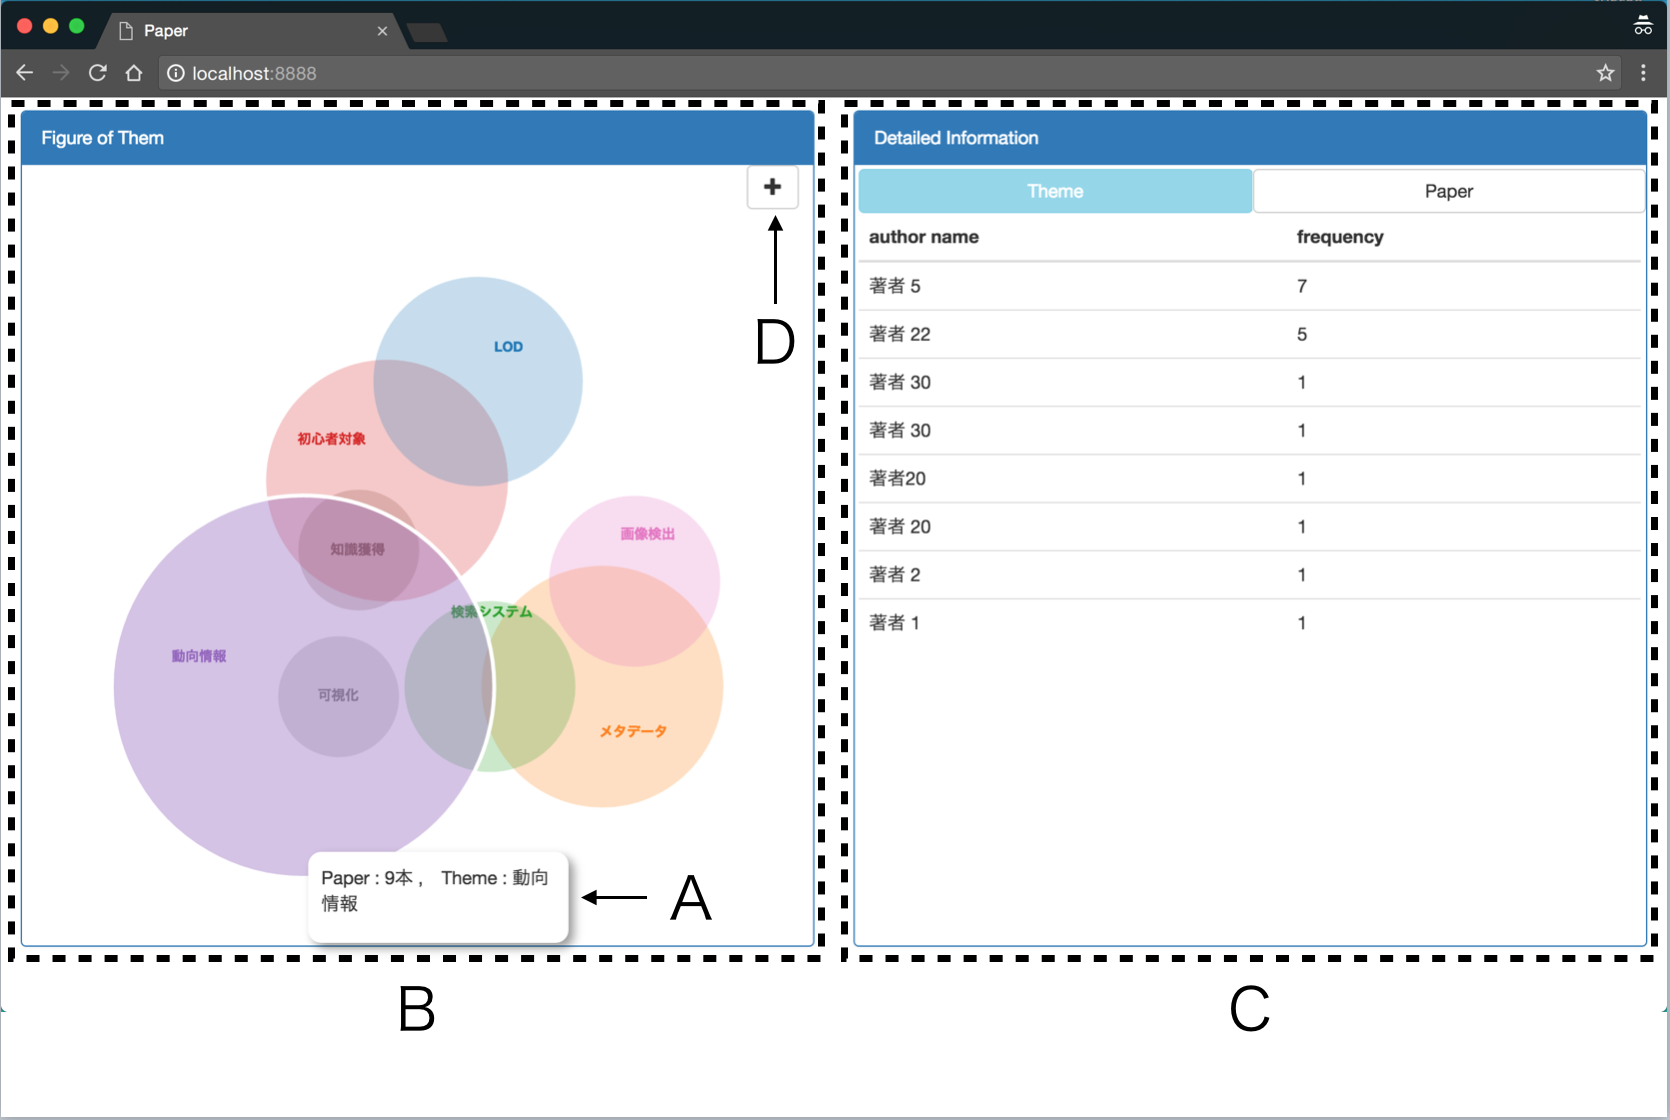 Paper
localhost:8888
Figure of Them
D
LOD
初心者対象
知識獲得
画像検出
検索システム
動向情報
可視化
メタデータ
Paper : 9本 ,  Theme : 動向
情報
A
B
Detailed Information
Theme Paper
author name frequency
著者 5 7
著者 22 5
著者 30 1
著者 30 1
著者20 1
著者 20 1
著者 2 1
著者 1 1
C